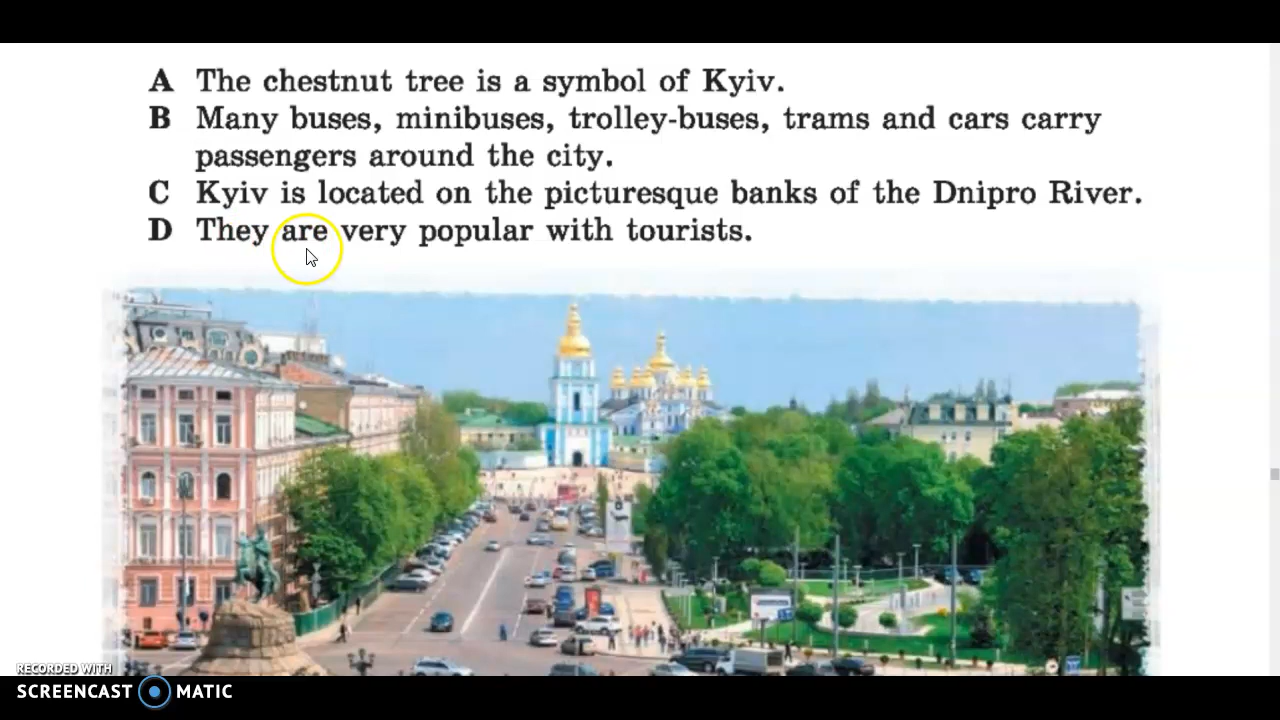 A The chestnut tree is a symbol of Kyiv.
B Many buses, minibuses, trolley-buses, trams and cars carry
passengers around the city.
C Kyiv is located on the picturesque banks of the Dnipro River.
D They are very popular with tourists.
RECORDED WITH
SCREENCAST MATIC